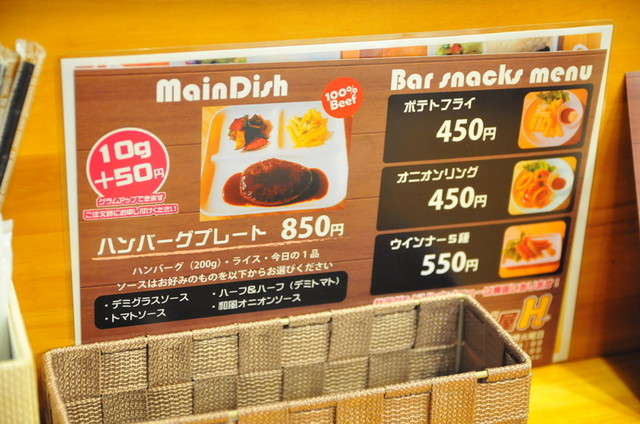 MainDish
100%
Beef
10g
+50円
グラムアップできます
ご注文時にお申し付けください
ハンバーグプレート 850円
ハンバーグ（200g）・ライス・今日の1品
ソースはお好みのものを以下からお選びください
・デミグラスソース
・トマトソース
・ハーフ&ハーフ（デミトマト）
・和風オニオンソース
Bar snacks menu
ポテトフライ
450円
オニオンリング
450円
ウインナー5種
550円
屋 H